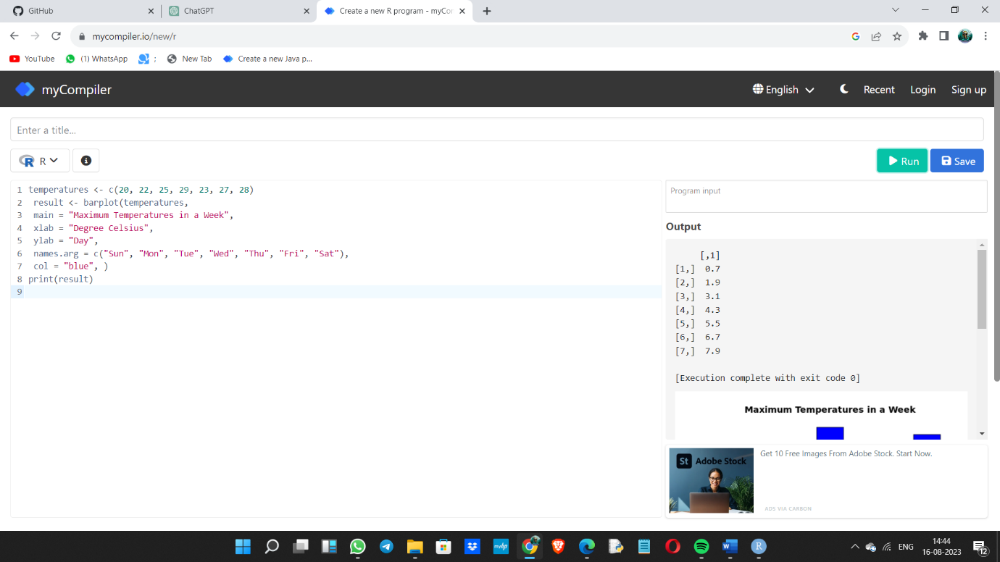 GitHub
ChatGPT
Create a new R program - myCor
mycompiler.io/new/r
YouTube
(1) WhatsApp
;
New Tab
Create a new Java p...
myCompiler
English
Recent
Login
Sign up
Enter a title...
R
Run
Save
1 temperatures <- c(20, 22, 25, 29, 23, 27, 28)
2 result <- barplot(temperatures,
3 main = "Maximum Temperatures in a Week",
4 xlab = "Degree Celsius",
5 ylab = "Day",
6 names.arg = c("Sun", "Mon", "Tue", "Wed", "Thu", "Fri", "Sat"),
7 col = "blue", )
8 print(result)
9
Program input
Output
[,1]
[1,] 0.7
[2,] 1.9
[3,] 3.1
[4,] 4.3
[5,] 5.5
[6,] 6.7
[7,] 7.9
[Execution complete with exit code 0]
Maximum Temperatures in a Week
St Adobe Stock
Get 10 Free Images From Adobe Stock. Start Now.
ADS VIA CARBON
myhp
W
R
ENG
14:44
16-08-2023
12